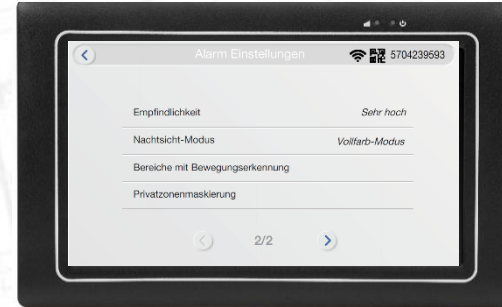 Alarm Einstellungen
5704239593
Empfindlichkeit Sehr hoch
Nachtsicht-Modus Vollfarb-Modus
Bereiche mit Bewegungserkennung
Privatzonenmaskierung
2/2